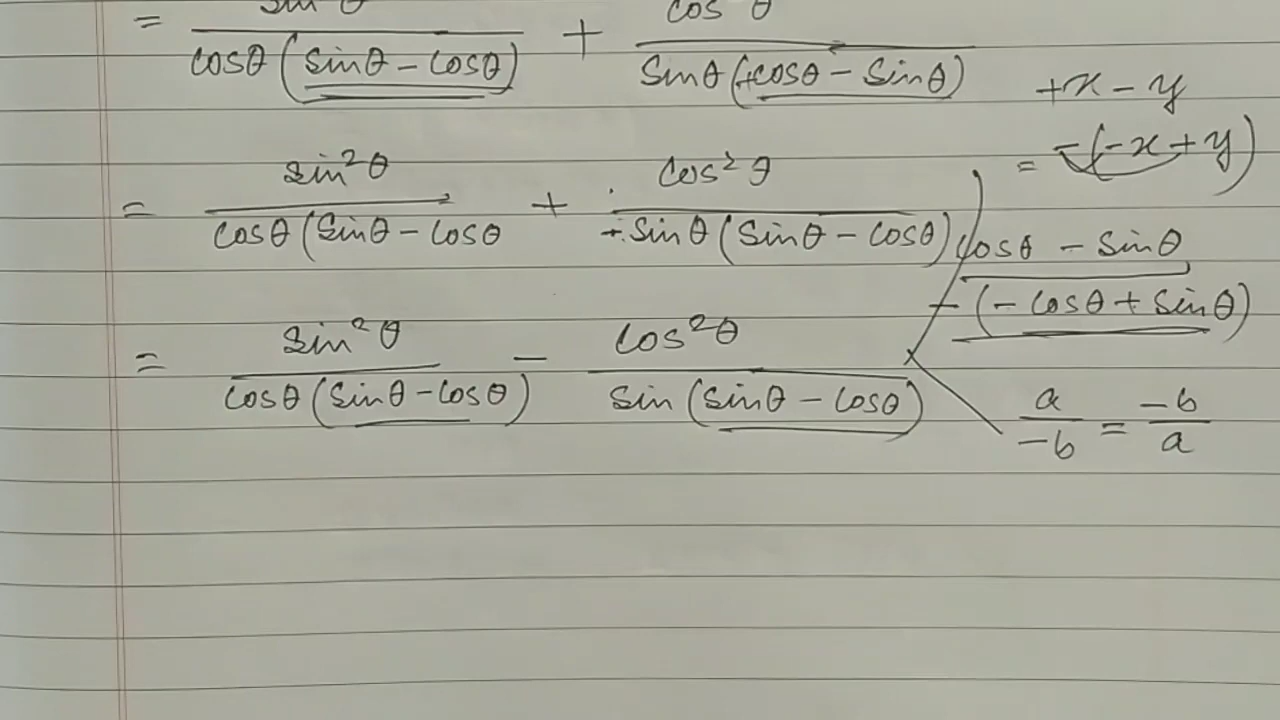 = sin θ / cosθ (sinθ - cosθ) + cos θ / sinθ (+cosθ - sinθ)
+x - y
= -(-x + y)
= sin²θ / cosθ (sinθ - cosθ + cos²θ / - sinθ (sinθ - cosθ)
cosθ - sinθ
- (- cosθ + sinθ)
= sin²θ / cosθ (sinθ - cosθ) - cos²θ / sin (sinθ - cosθ)
a / -b = -b / a